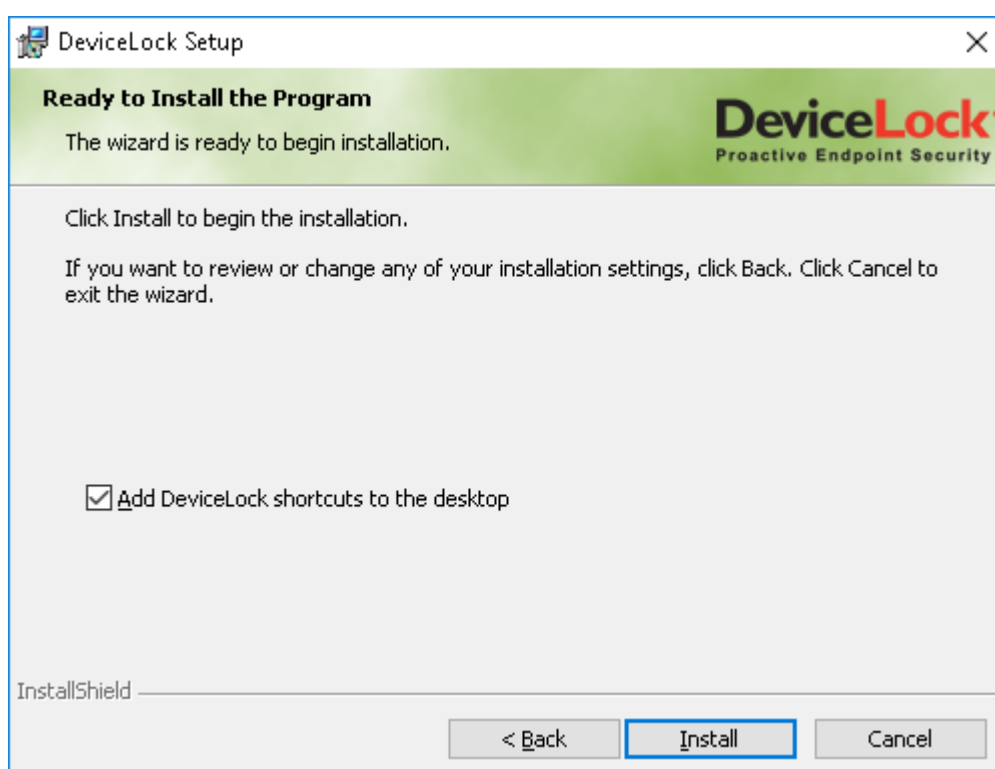 DeviceLock Setup
Ready to Install the Program
The wizard is ready to begin installation.
DeviceLock
Proactive Endpoint Security
Click Install to begin the installation.
If you want to review or change any of your installation settings, click Back. Click Cancel to
exit the wizard.
Add DeviceLock shortcuts to the desktop
InstallShield
< Back
Install
Cancel